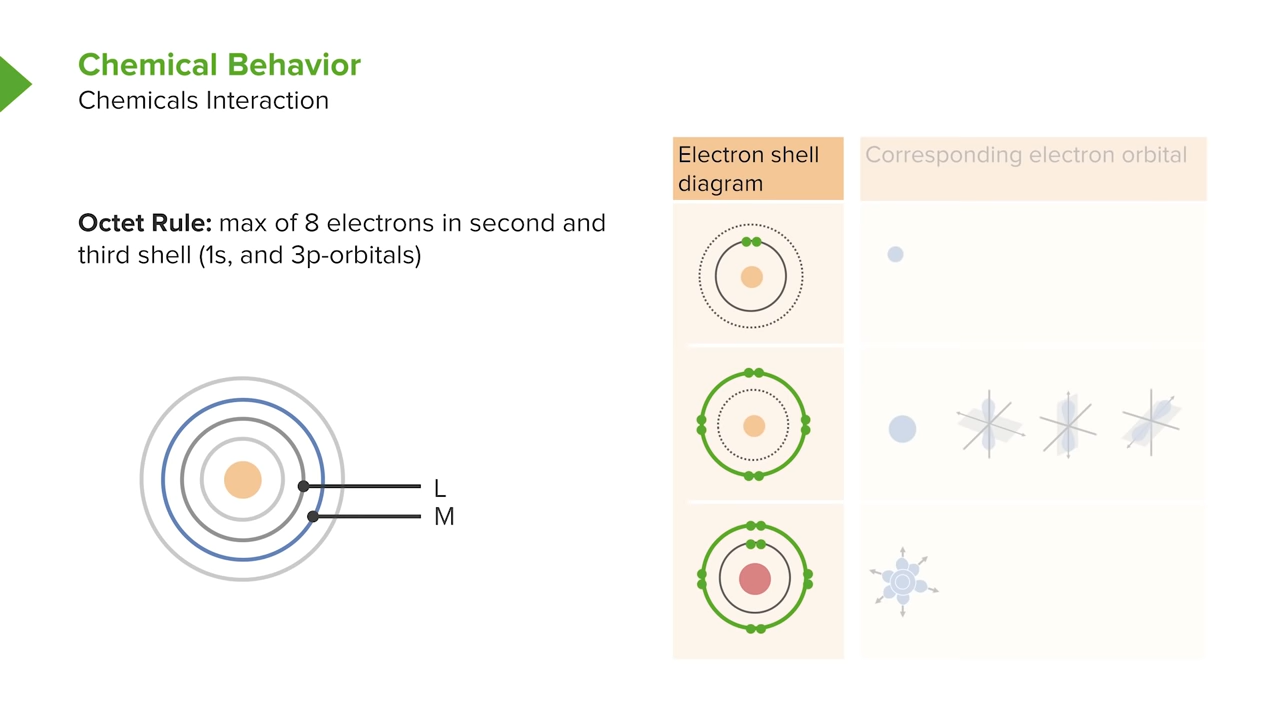 Chemical Behavior
Chemicals Interaction
Octet Rule: max of 8 electrons in second and
third shell (1s, and 3p-orbitals)
L
M
Electron shell
diagram
Corresponding electron orbital